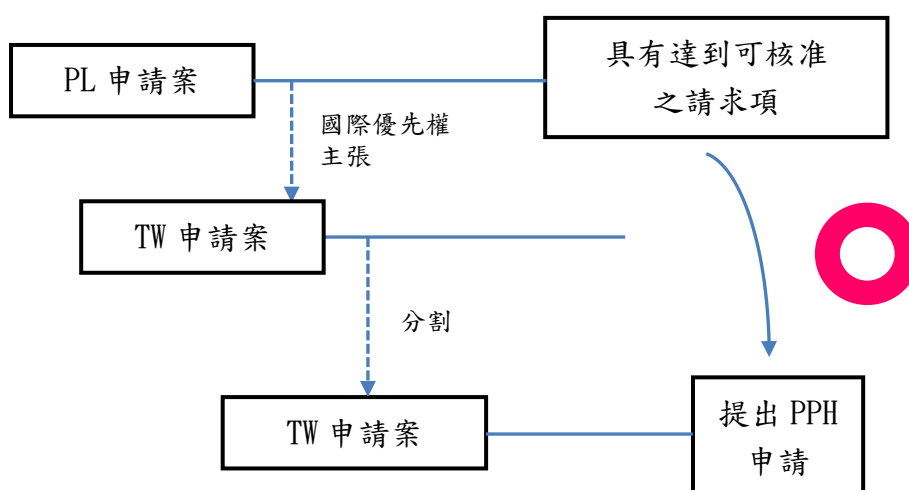 PL 申請案
具有達到可核准
之請求項
國際優先權
主張
TW 申請案
分割
TW 申請案
提出 PPH
申請